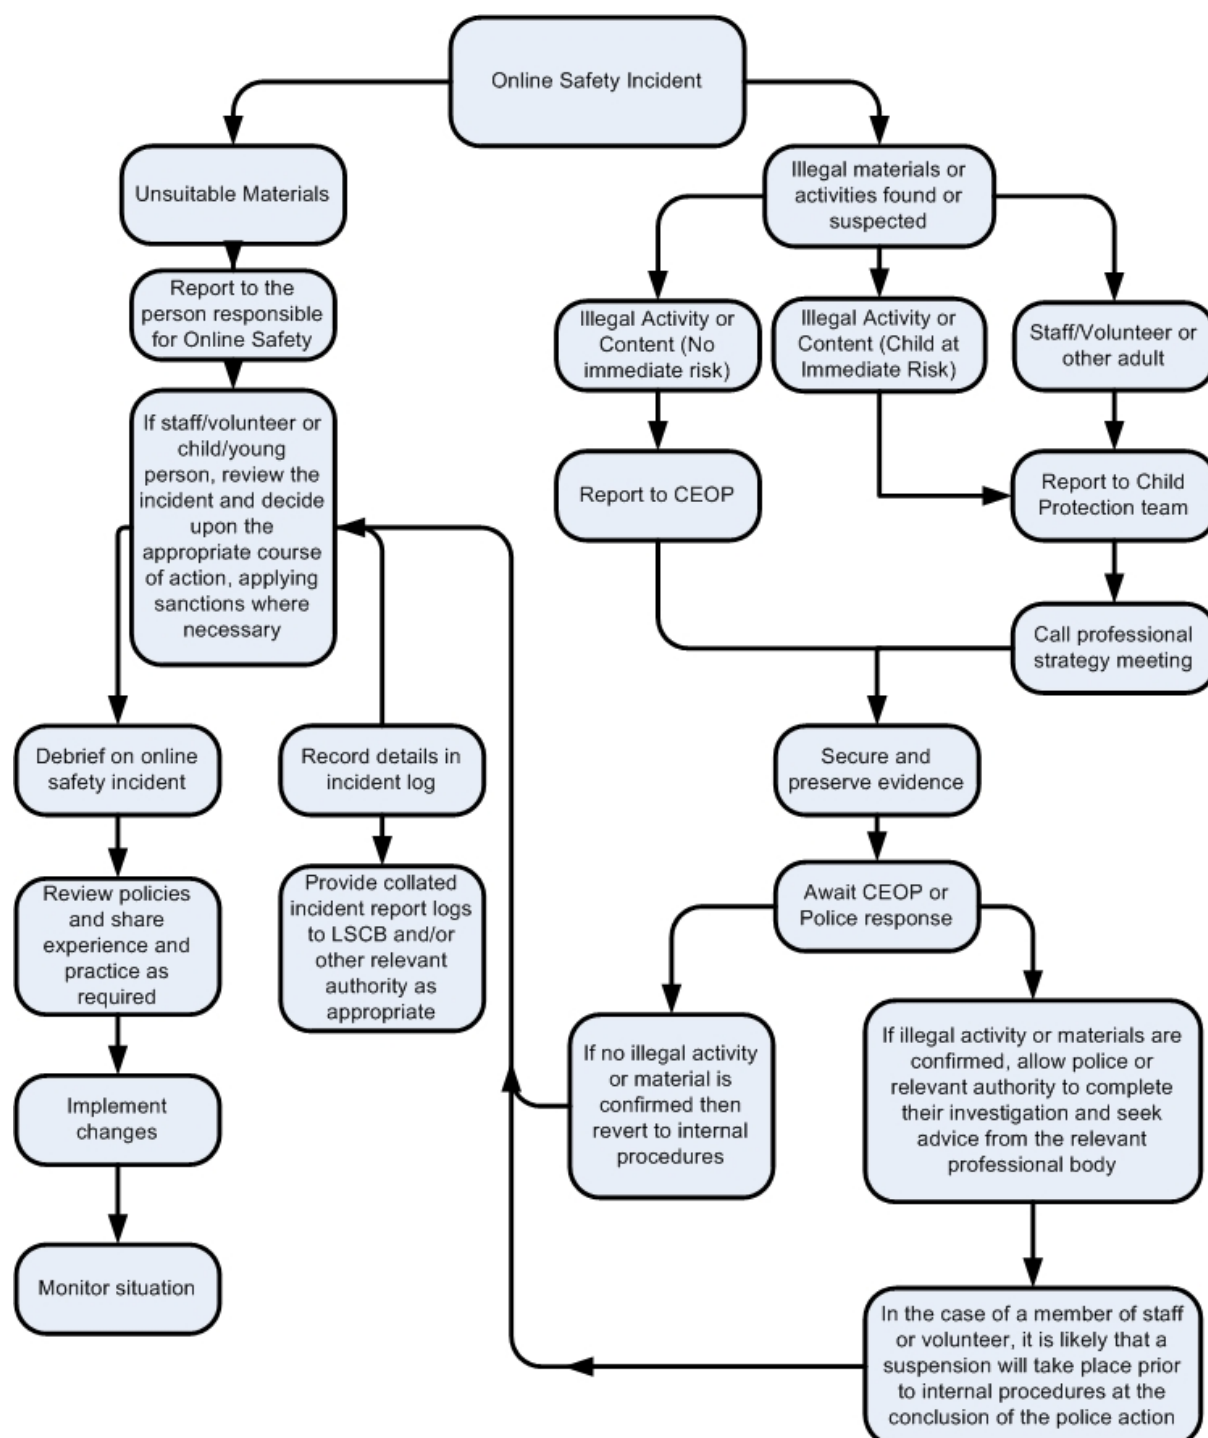 Online Safety Incident
Unsuitable Materials
Illegal materials or
activities found or
suspected
Report to the
person responsible
for Online Safety
Illegal Activity or
Content (No
immediate risk)
Illegal Activity or
Content (Child at
Immediate Risk)
Staff/Volunteer or
other adult
If staff/volunteer or
child/young
person, review the
incident and decide
upon the
appropriate course
of action, applying
sanctions where
necessary
Report to CEOP
Report to Child
Protection team
Call professional
strategy meeting
Debrief on online
safety incident
Record details in
incident log
Secure and
preserve evidence
Review policies
and share
experience and
practice as
required
Provide collated
incident report logs
to LSCB and/or
other relevant
authority as
appropriate
Await CEOP or
Police response
If no illegal activity
or material is
confirmed then
revert to internal
procedures
If illegal activity or materials are
confirmed, allow police or
relevant authority to complete
their investigation and seek
advice from the relevant
professional body
Implement
changes
Monitor situation
In the case of a member of staff
or volunteer, it is likely that a
suspension will take place prior
to internal procedures at the
conclusion of the police action